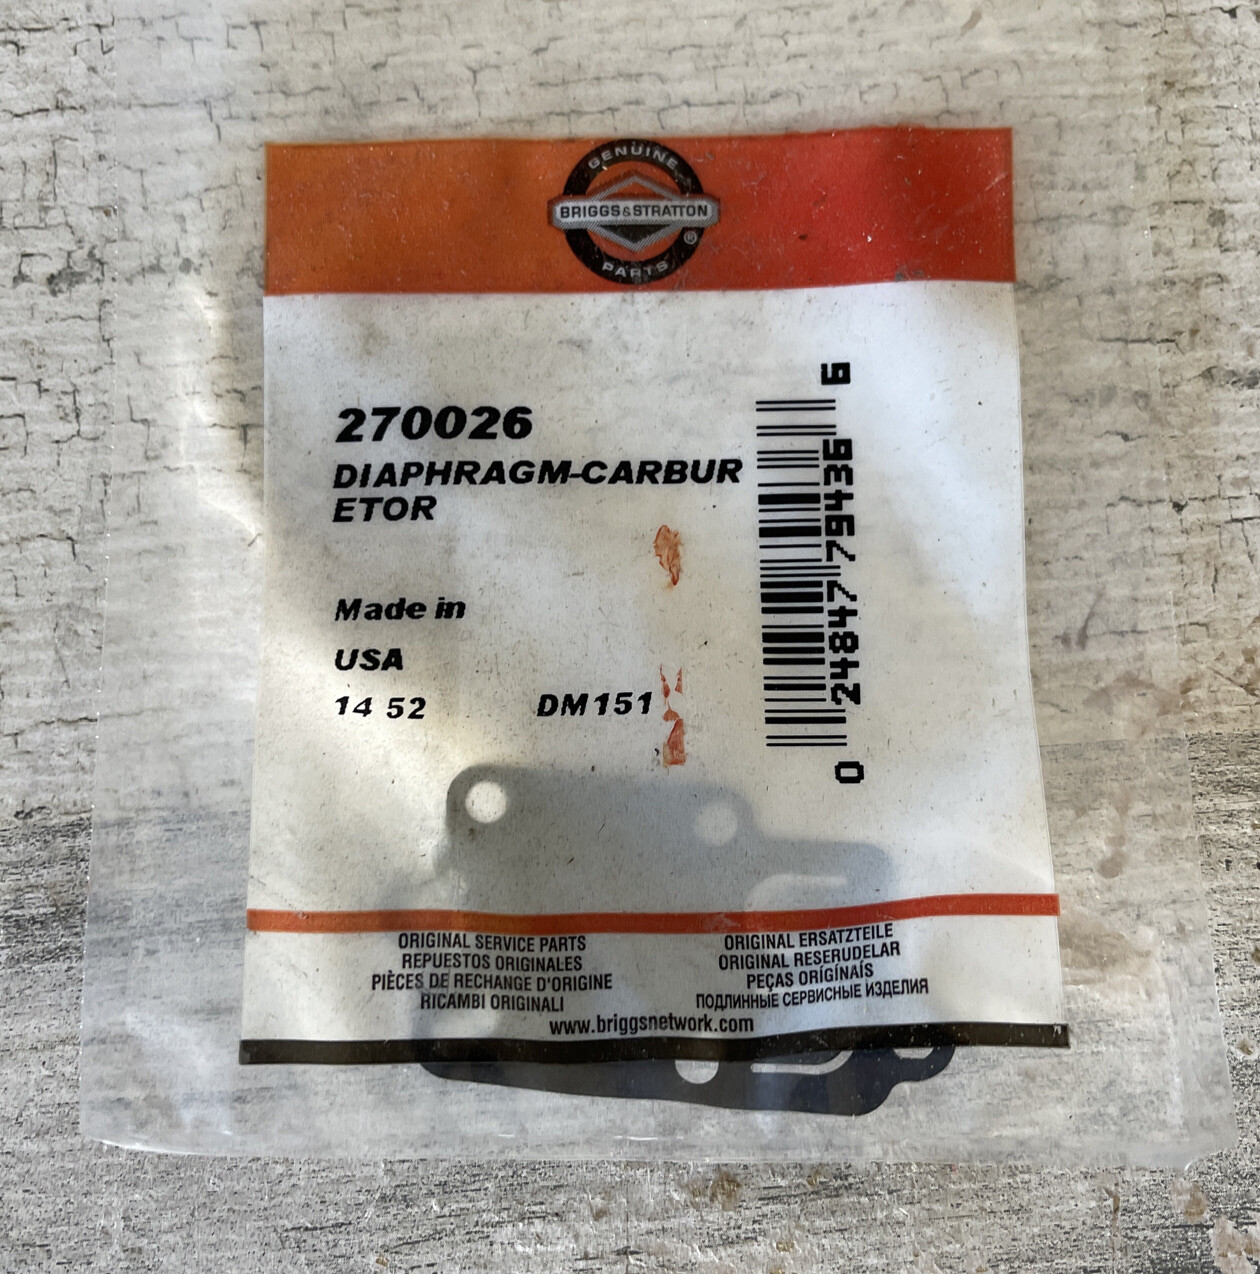 GENUINE
BRIGGS&STRATTON
®
PARTS
270026
DIAPHRAGM-CARBUR
ETOR
Made in
USA
14 52 DM151
0 24847 79436 6
ORIGINAL SERVICE PARTS
REPUESTOS ORIGINALES
PIÈCES DE RECHANGE D'ORIGINE
RICAMBI ORIGINALI
ORIGINAL ERSATZTEILE
ORIGINAL RESERUDELAR
PEÇAS ORÍGÍNAÍS
ПОДЛИННЫЕ СЕРВИСНЫЕ ИЗДЕЛИЯ
www.briggsnetwork.com